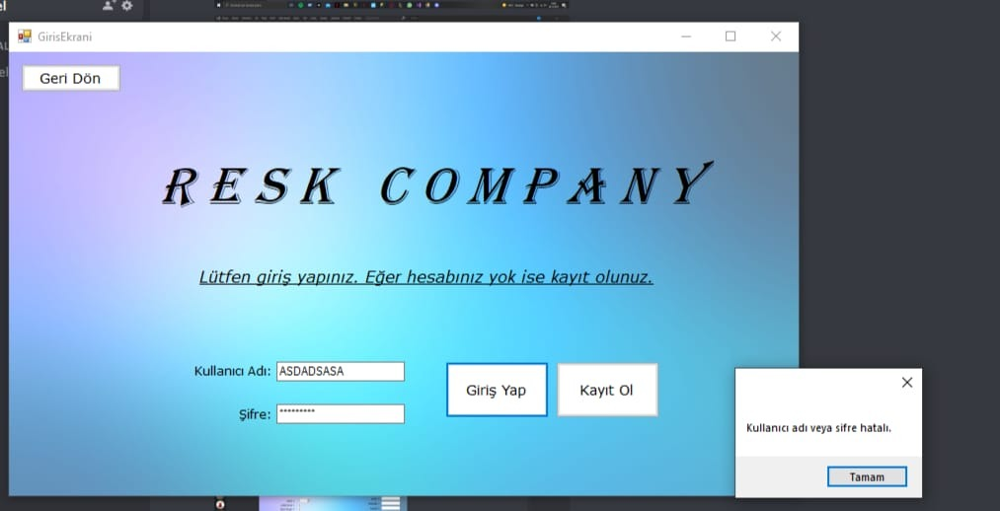 GirisEkrani
Geri Dön
RESK COMPANY
Lütfen giriş yapınız. Eğer hesabınız yok ise kayıt olunuz.
Kullanıcı Adı: ASDADSASA
Giriş Yap
Kayıt Ol
Şifre: *********
Kullanıcı adı veya sifre hatalı.
Tamam